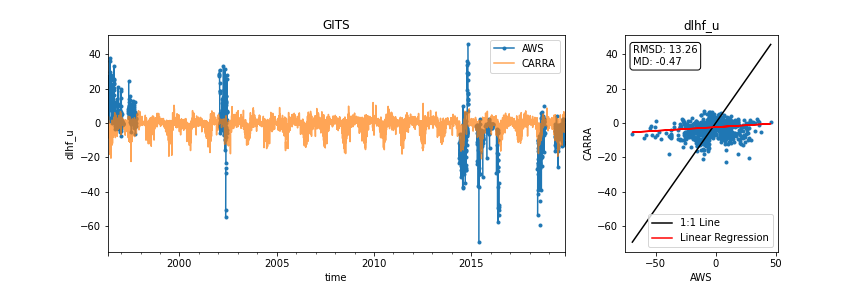 GITS
dlhf_u
40
20
0
−20
−40
−60
2000
2005
2010
2015
time
AWS
CARRA
dlhf_u
dlhf_u
RMSD: 13.26
MD: -0.47
CARRA
40
20
0
−20
−40
−60
1:1 Line
Linear Regression
−50
0
50
AWS